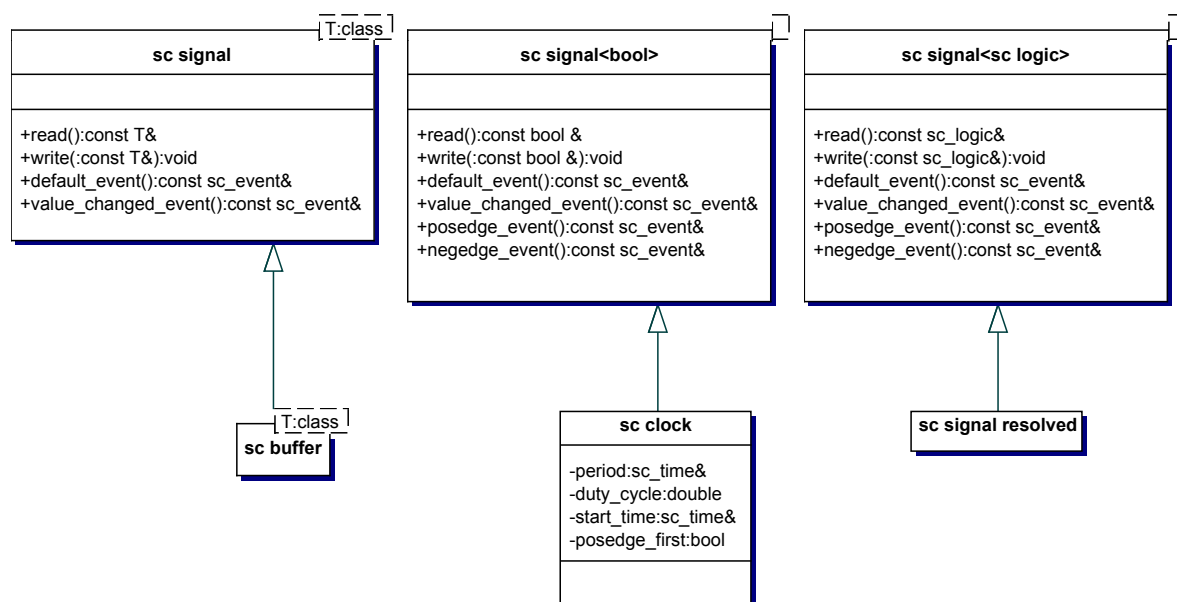 T:class
sc signal
+read():const T&
+write(:const T&):void
+default_event():const sc_event&
+value_changed_event():const sc_event&
sc signal<bool>
+read():const bool &
+write(:const bool &):void
+default_event():const sc_event&
+value_changed_event():const sc_event&
+posedge_event():const sc_event&
+negedge_event():const sc_event&
sc signal<sc logic>
+read():const sc_logic&
+write(:const sc_logic&):void
+default_event():const sc_event&
+value_changed_event():const sc_event&
+posedge_event():const sc_event&
+negedge_event():const sc_event&
T:class
sc buffer
sc clock
-period:sc_time&
-duty_cycle:double
-start_time:sc_time&
-posedge_first:bool
sc signal resolved